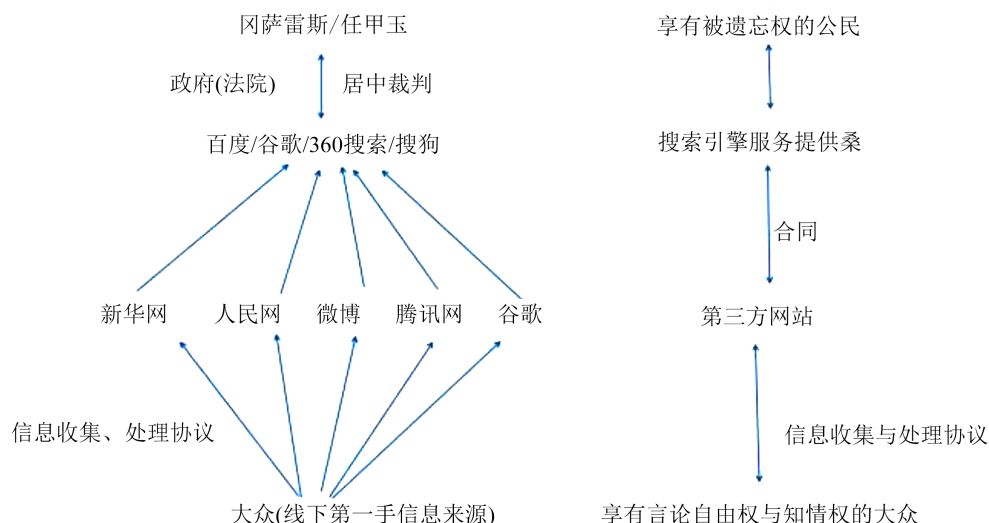 冈萨雷斯/任甲玉
享有被遗忘权的公民
政府(法院)
居中裁判
百度/谷歌/360搜索/搜狗
搜索引擎服务提供桑
合同
新华网
人民网
微博
腾讯网
谷歌
第三方网站
信息收集、处理协议
信息收集与处理协议
大众(线下第一手信息来源)
享有言论自由权与知情权的大众